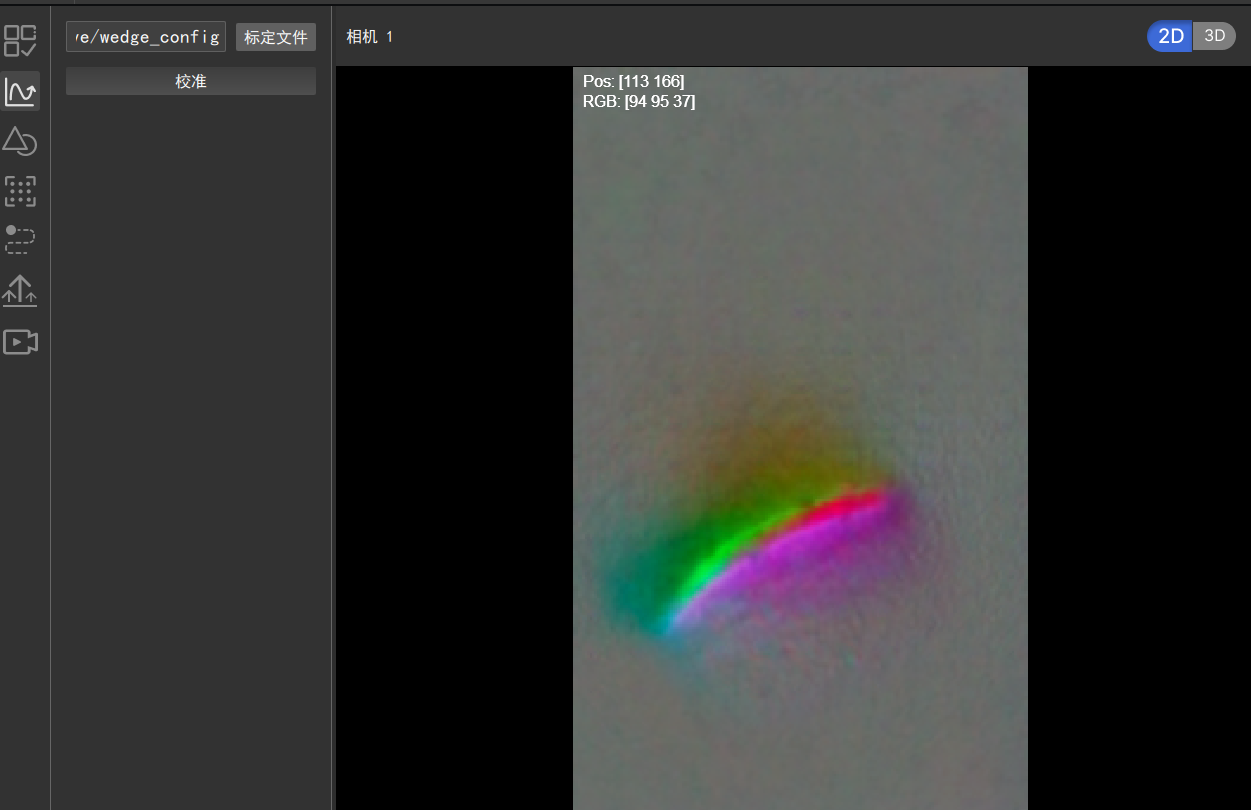 ve/wedge_config
标定文件
相机 1
2D
3D
校准
Pos: [113 166]
RGB: [94 95 37]